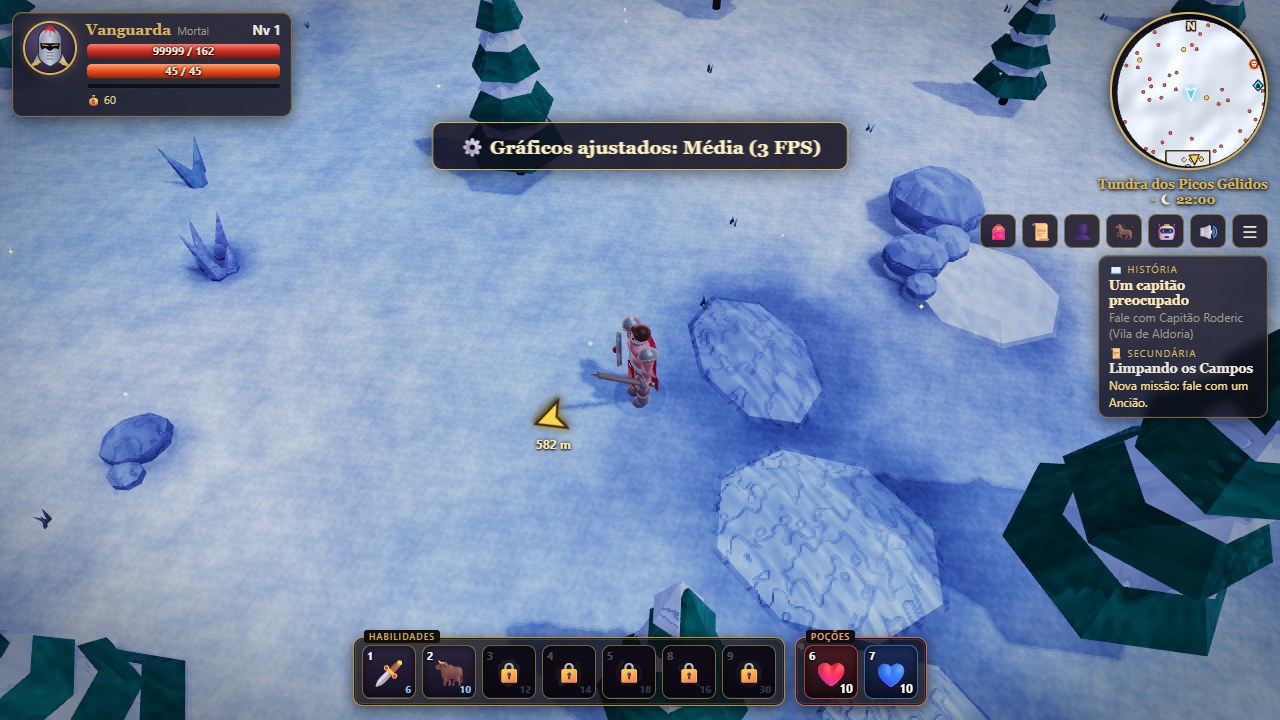 Vanguarda Mortal Nv 1
99999 / 162
45 / 45
60
Gráficos ajustados: Média (3 FPS)
N
Tundra dos Picos Gélidos
- 22:00
HISTÓRIA
Um capitão
preocupado
Fale com Capitão Roderic
(Vila de Aldoria)
SECUNDÁRIA
Limpando os Campos
Nova missão: fale com um
Ancião.
582 m
HABILIDADES
1 6
2 10
3 12
4 14
5 18
8 16
9 30
POÇÕES
6 10
7 10